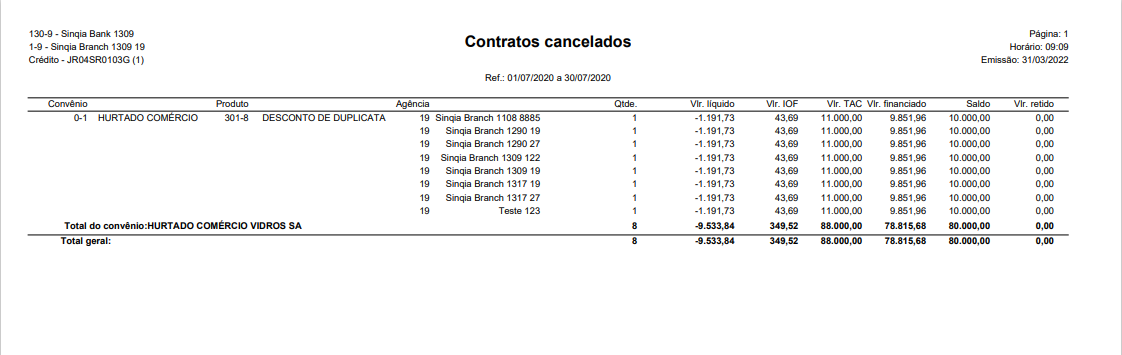 130-9 - Sinqia Bank 1309
1-9 - Sinqia Branch 1309 19
Crédito - JR04SR0103G (1)
Contratos cancelados
Página: 1
Horário: 09:09
Emissão: 31/03/2022
Ref.: 01/07/2020 a 30/07/2020
Convênio Produto Agência Qtde. Vlr. líquido Vlr. IOF Vlr. TAC Vlr. financiado Saldo Vlr. retido
0-1 HURTADO COMÉRCIO 301-8 DESCONTO DE DUPLICATA 19 Sinqia Branch 1108 8885 1 -1.191,73 43,69 11.000,00 9.851,96 10.000,00 0,00
19 Sinqia Branch 1290 19 1 -1.191,73 43,69 11.000,00 9.851,96 10.000,00 0,00
19 Sinqia Branch 1290 27 1 -1.191,73 43,69 11.000,00 9.851,96 10.000,00 0,00
19 Sinqia Branch 1309 122 1 -1.191,73 43,69 11.000,00 9.851,96 10.000,00 0,00
19 Sinqia Branch 1309 19 1 -1.191,73 43,69 11.000,00 9.851,96 10.000,00 0,00
19 Sinqia Branch 1317 19 1 -1.191,73 43,69 11.000,00 9.851,96 10.000,00 0,00
19 Sinqia Branch 1317 27 1 -1.191,73 43,69 11.000,00 9.851,96 10.000,00 0,00
19 Teste 123 1 -1.191,73 43,69 11.000,00 9.851,96 10.000,00 0,00
Total do convênio:HURTADO COMÉRCIO VIDROS SA 8 -9.533,84 349,52 88.000,00 78.815,68 80.000,00 0,00
Total geral: 8 -9.533,84 349,52 88.000,00 78.815,68 80.000,00 0,00